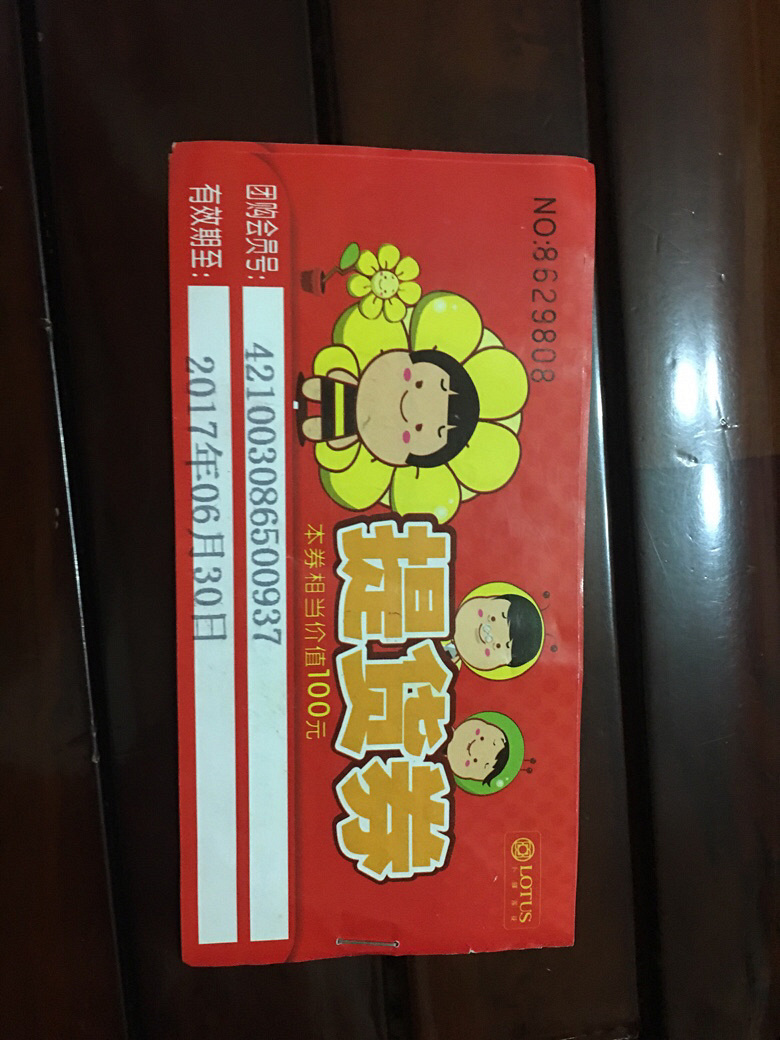 NO:8629808
LOTUS
提货券
本券相当价值100元
团购会员号：
421003086500937
有效期至：
2017年06月30日